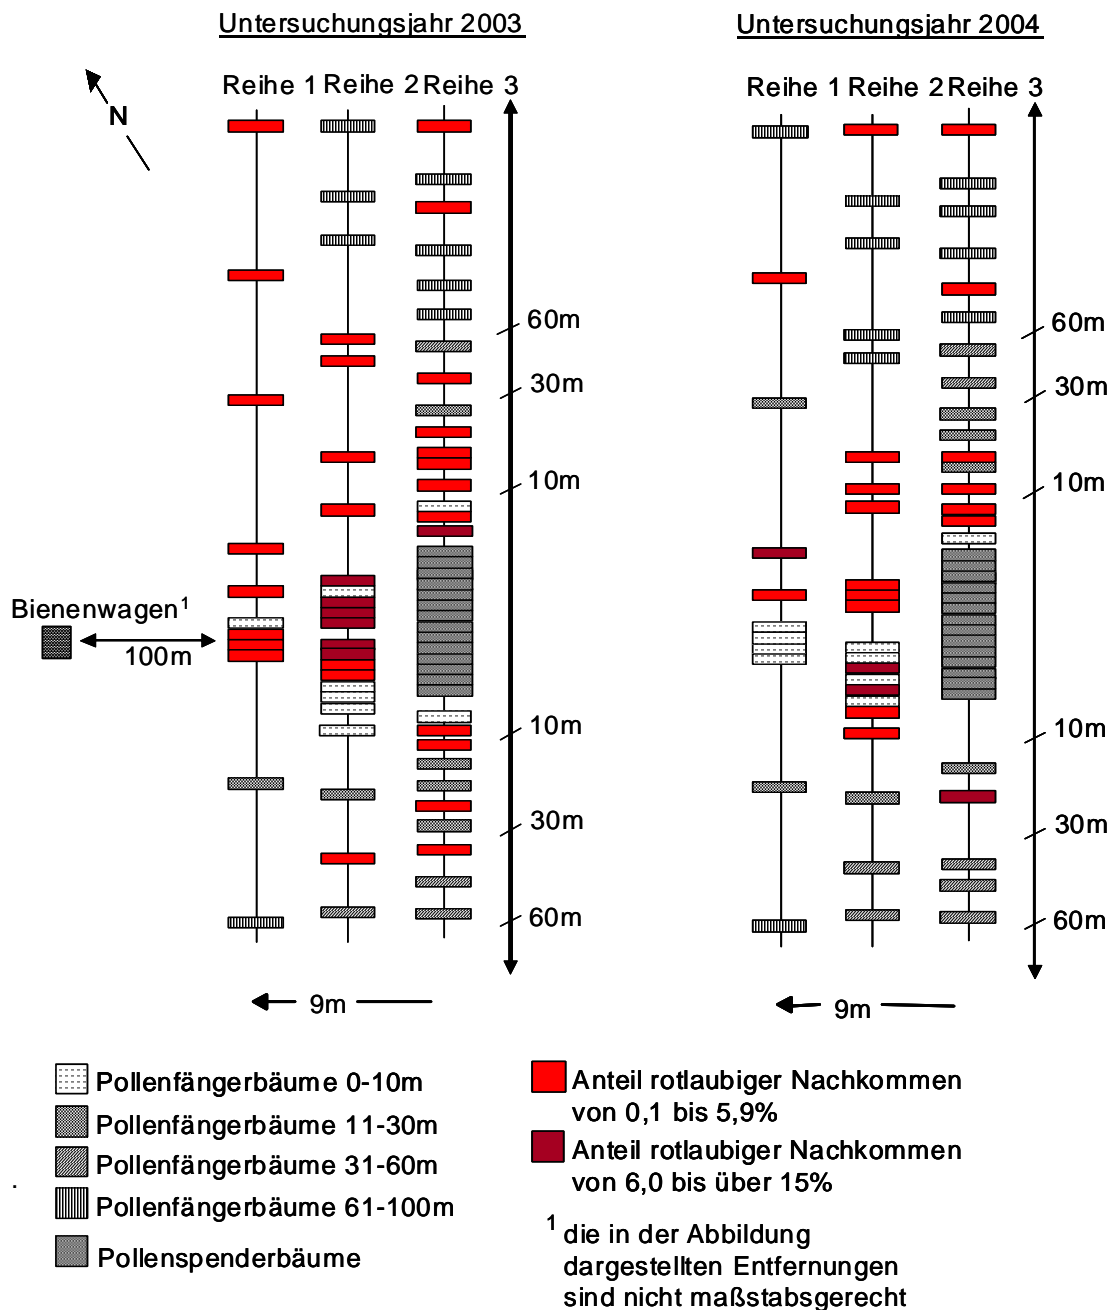 Untersuchungsjahr 2003
Untersuchungsjahr 2004
N
Reihe 1 Reihe 2 Reihe 3
Reihe 1 Reihe 2 Reihe 3
60m
30m
10m
10m
30m
60m
60m
30m
10m
10m
30m
60m
Bienenwagen¹
100m
9m
9m
Pollenfängerbäume 0-10m
Pollenfängerbäume 11-30m
Pollenfängerbäume 31-60m
Pollenfängerbäume 61-100m
Pollenspenderbäume
Anteil rotlaubiger Nachkommen
von 0,1 bis 5,9%
Anteil rotlaubiger Nachkommen
von 6,0 bis über 15%
¹ die in der Abbildung
dargestellten Entfernungen
sind nicht maßstabsgerecht